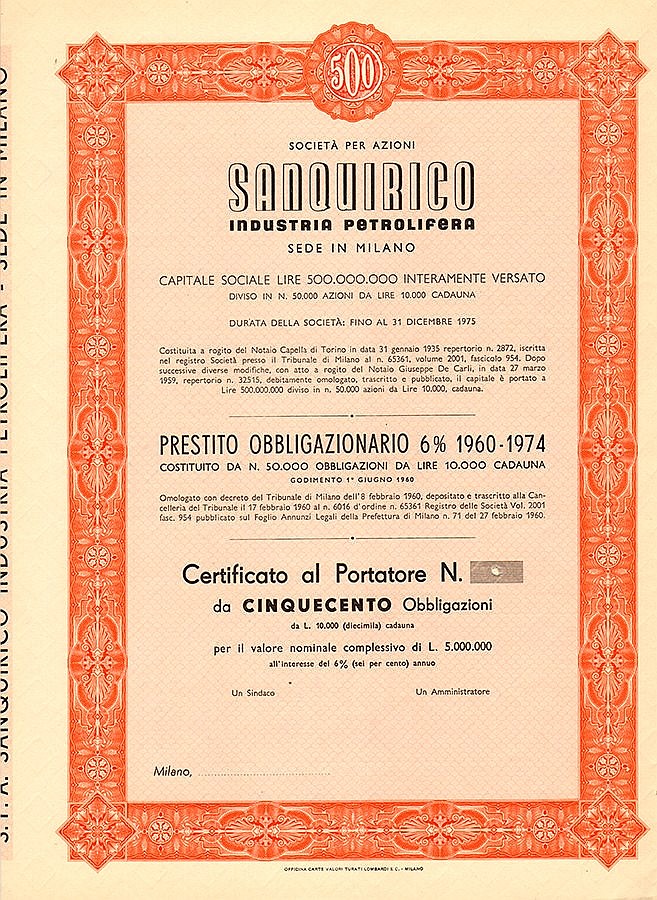 500
SOCIETÀ PER AZIONI
SANQUIRICO
INDUSTRIA PETROLIFERA
SEDE IN MILANO
CAPITALE SOCIALE LIRE 500.000.000 INTERAMENTE VERSATO
DIVISO IN N. 50.000 AZIONI DA LIRE 10.000 CADAUNA
DURATA DELLA SOCIETÀ: FINO AL 31 DICEMBRE 1975
Costituita a rogito del Notaio Capella di Torino in data 31 gennaio 1935 repertorio n. 2872, iscritta
nel registro Società presso il Tribunale di Milano al n. 65361, volume 2001, fascicolo 954. Dopo
successive diverse modifiche, con atto a rogito del Notaio Giuseppe De Carli, in data 27 marzo
1959, repertorio n. 32515, debitamente omologato, trascritto e pubblicato, il capitale è portato a
Lire 500.000.000 diviso in n. 50.000 azioni da Lire 10.000, cadauna.
PRESTITO OBBLIGAZIONARIO 6% 1960-1974
COSTITUITO DA N. 50.000 OBBLIGAZIONI DA LIRE 10.000 CADAUNA
GODIMENTO 1° GIUGNO 1960
Omologato con decreto del Tribunale di Milano dell'8 febbraio 1960, depositato e trascritto alla Can-
celleria del Tribunale il 17 febbraio 1960 al n. 6016 d'ordine n. 65361 Registro delle Società Vol. 2001
fasc. 954 pubblicato sul Foglio Annunzi Legali della Prefettura di Milano n. 71 del 27 febbraio 1960.
Certificato al Portatore N.
da CINQUECENTO Obbligazioni
da L. 10.000 (diecimila) cadauna
per il valore nominale complessivo di L. 5.000.000
all'interesse del 6% (sei per cento) annuo
Un Sindaco
Un Amministratore
Milano,
OFFICINA CARTE VALORI TURATI LOMBARDI S. C. - MILANO
S.P.A. SANQUIRICO INDUSTRIA PETROLIFERA - SEDE IN MILANO